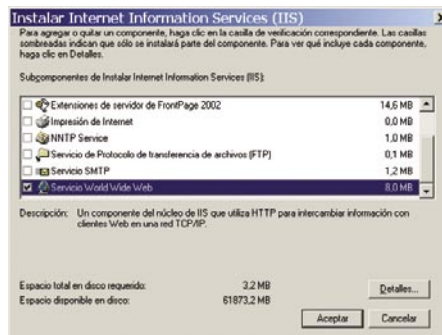 Instalar Internet Information Services (IIS)
Para agregar o quitar un componente, haga clic en la casilla de verificación correspondiente. Las casillas
sombreadas indican que sólo se instalará parte del componente. Para ver qué incluye cada componente,
haga clic en Detalles.
Subcomponentes de Instalar Internet Information Services (IIS):
Extensiones de servidor de FrontPage 2002 14,6 MB
Impresión de Internet 0,0 MB
NNTP Service 1,0 MB
Servicio de Protocolo de transferencia de archivos (FTP) 0,1 MB
Servicio SMTP 1,2 MB
Servicio World Wide Web 8,0 MB
Descripción: Un componente del núcleo de IIS que utiliza HTTP para intercambiar información con
clientes Web en una red TCP/IP.
Espacio total en disco requerido: 3,2 MB
Espacio disponible en disco: 61873,2 MB
Detalles...
Aceptar Cancelar